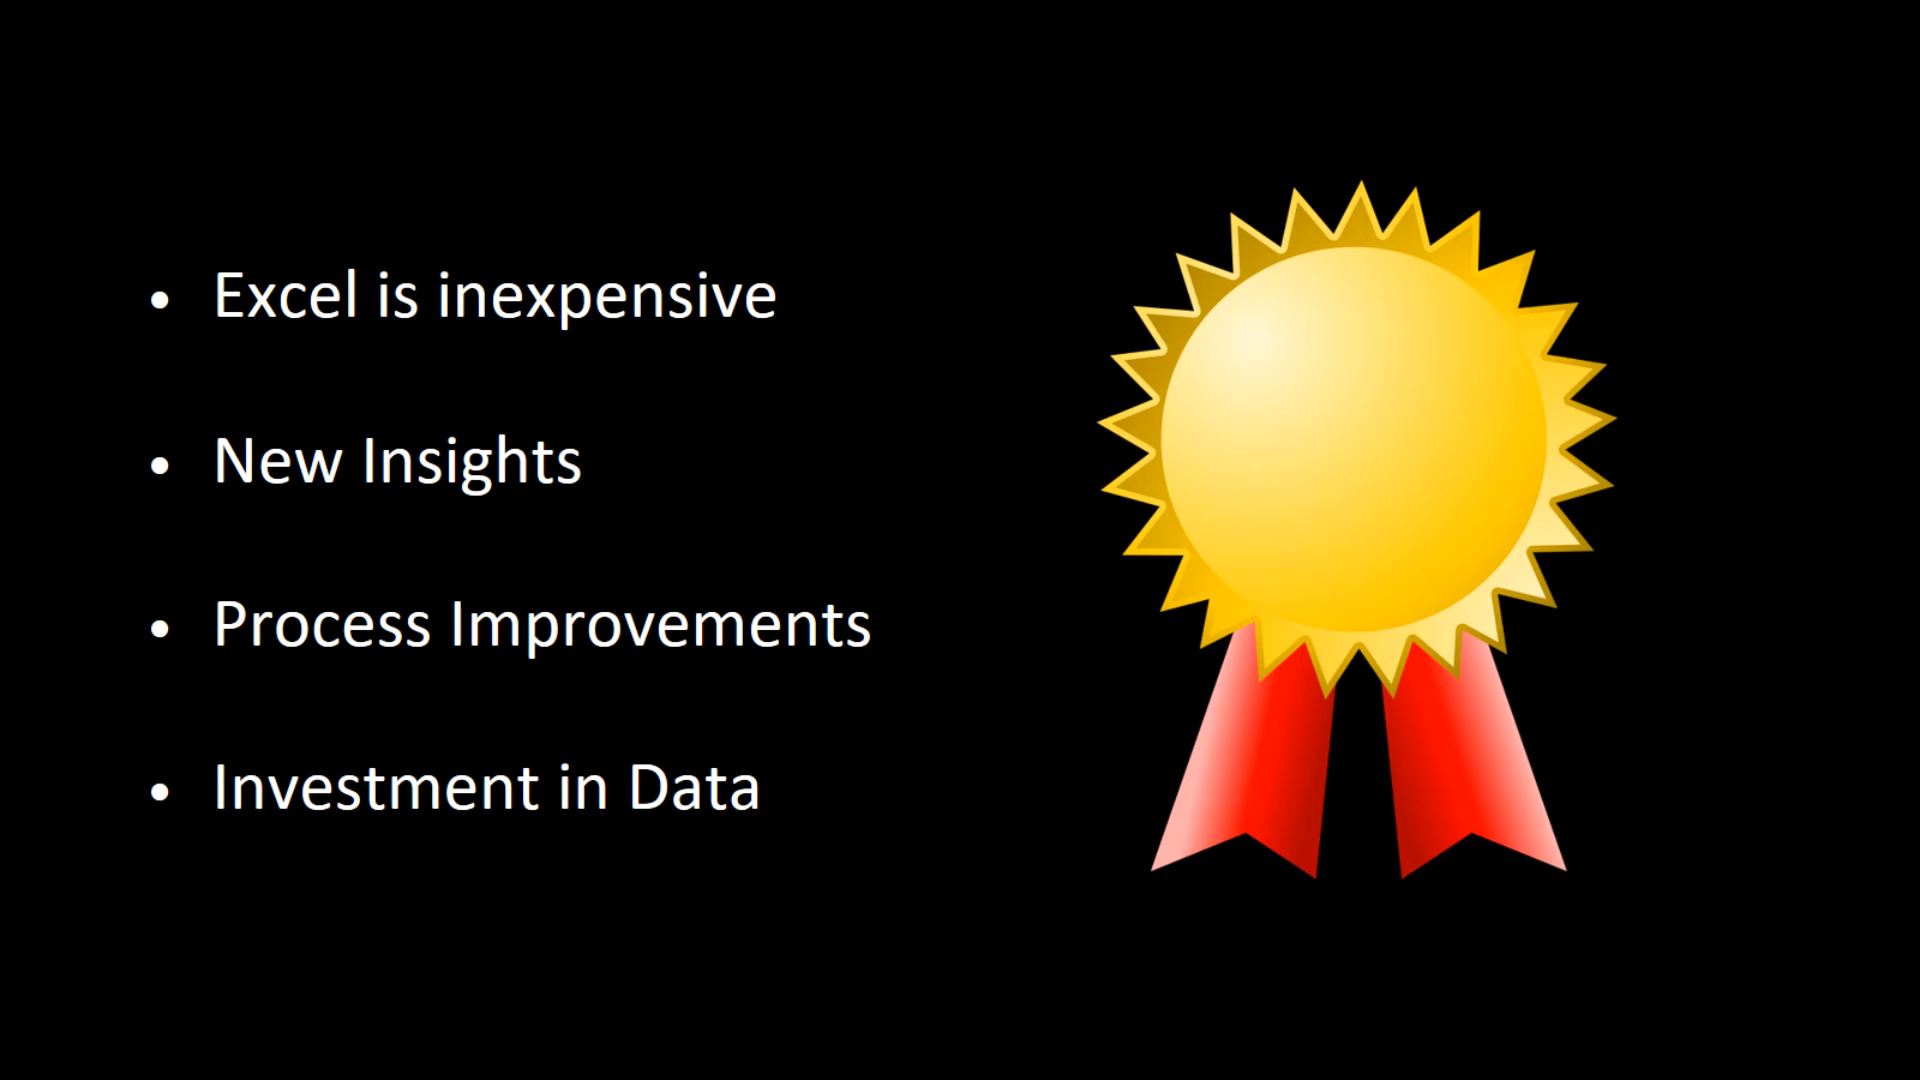 • Excel is inexpensive
• New Insights
• Process Improvements
• Investment in Data